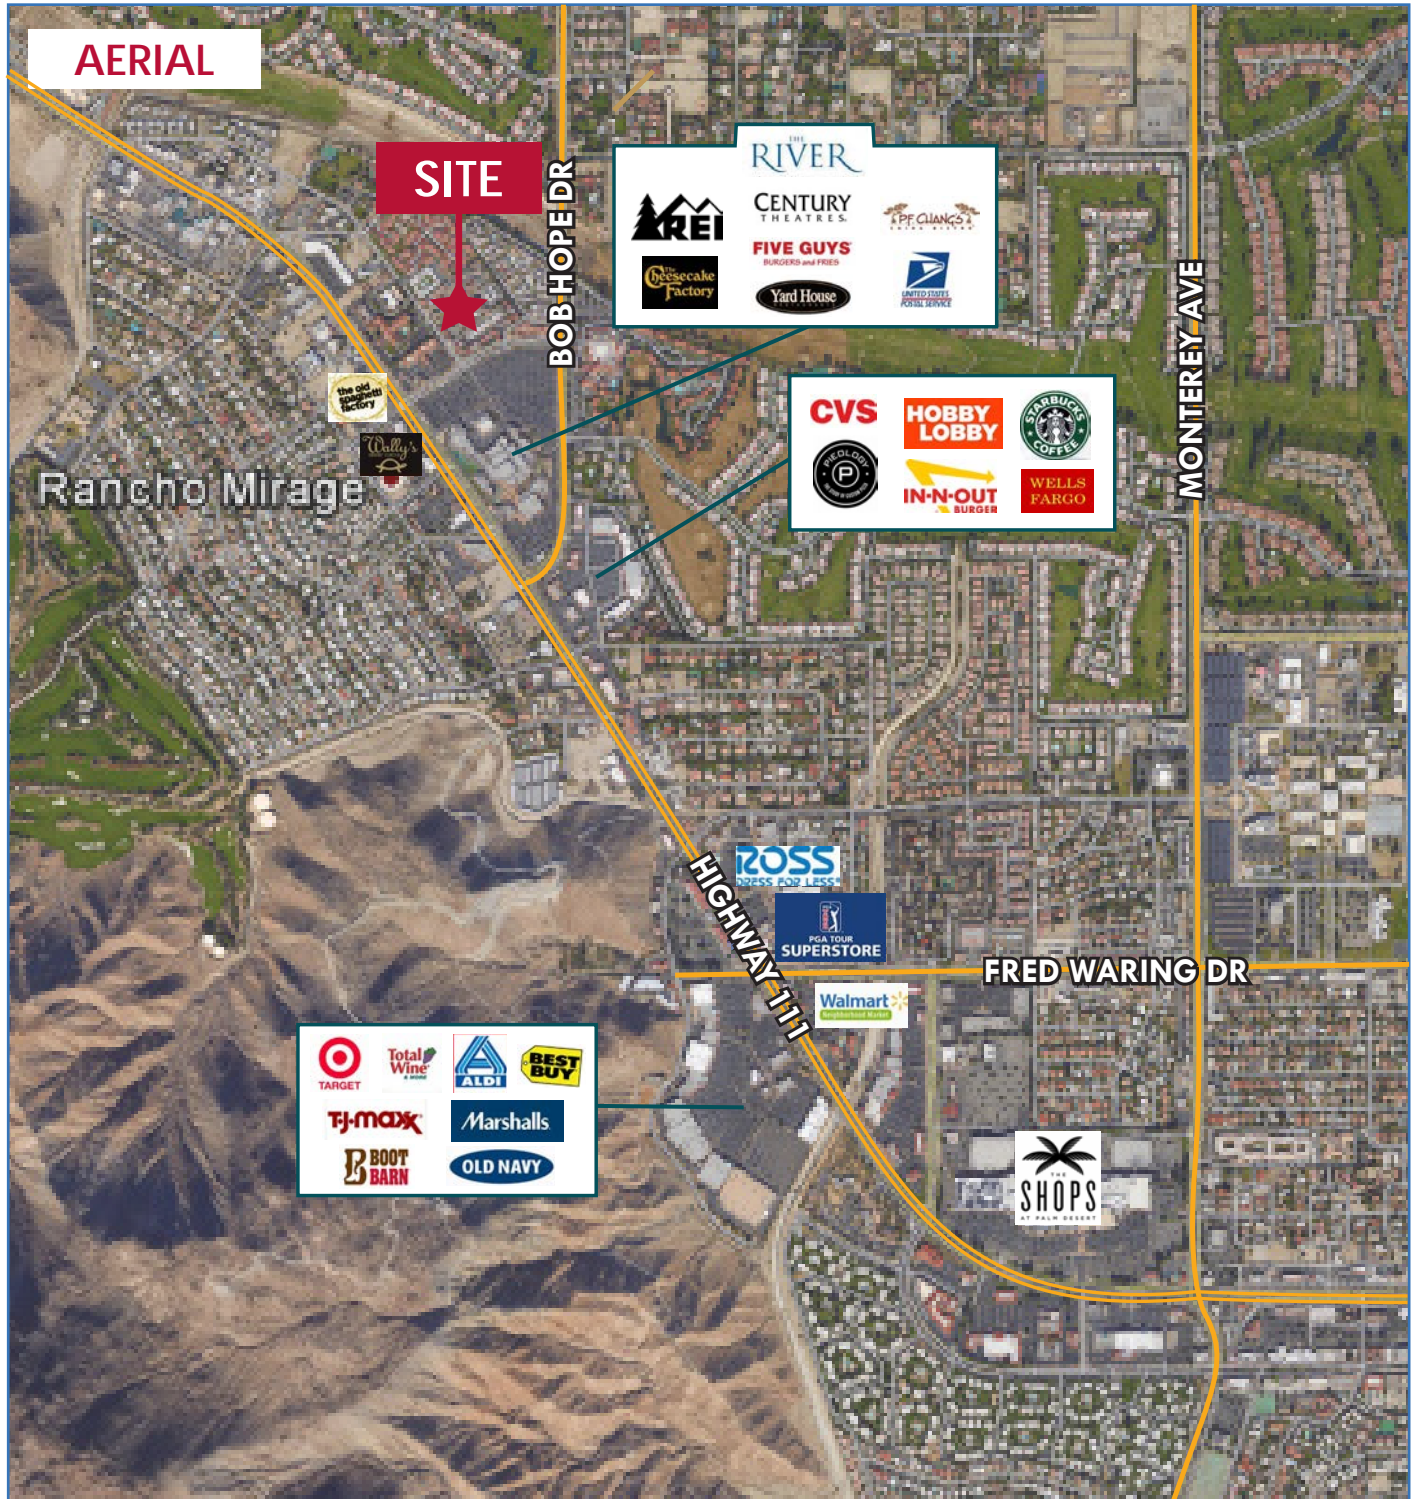 AERIAL
SITE
BOB HOPE DR
THE
RIVER
REI
CENTURY
THEATRES.
P.F. CHANG'S
CHINA BISTRO
The
Cheesecake
Factory
FIVE GUYS
BURGERS and FRIES
Yard House
UNITED STATES
POSTAL SERVICE
MONTEREY AVE
CVS
HOBBY
LOBBY
STARBUCKS
COFFEE
PIEOLOGY
P
IN-N-OUT
BURGER
WELLS
FARGO
the old
spaghetti
factory
Wally's
Rancho Mirage
ROSS
DRESS FOR LESS
PGA TOUR
SUPERSTORE
HIGHWAY 111
FRED WARING DR
Walmart
Neighborhood Market
TARGET
Total
Wine
& MORE
ALDI
BEST
BUY
T.J.maxx
Marshalls
BOOT
BARN
OLD NAVY
THE
SHOPS
AT PALM DESERT